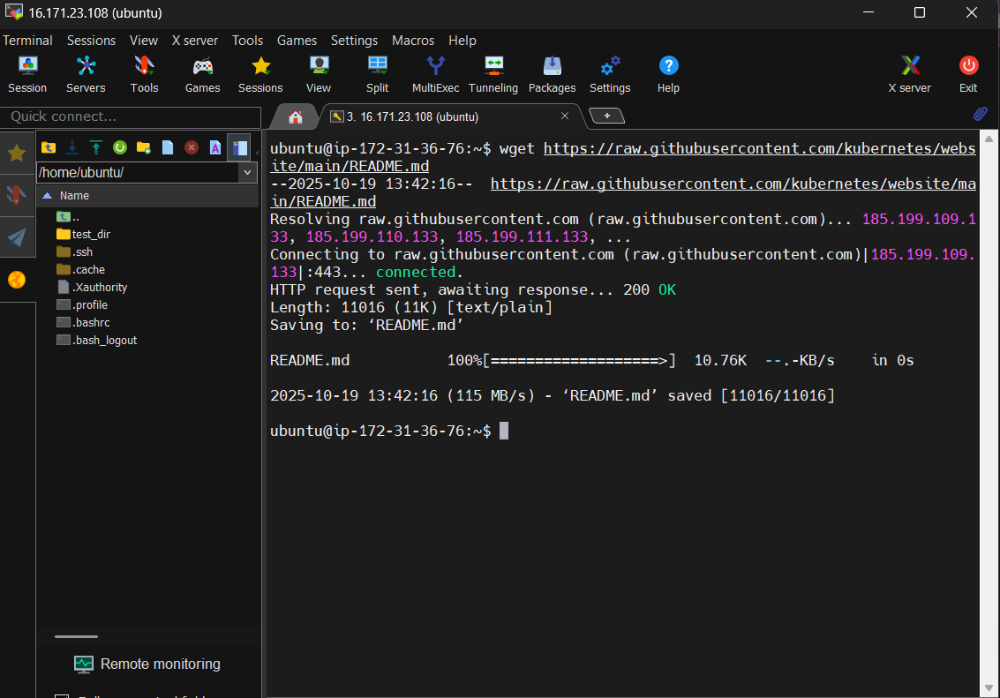 16.171.23.108 (ubuntu)
Terminal Sessions View X server Tools Games Settings Macros Help
Session Servers Tools Games Sessions View Split MultiExec Tunneling Packages Settings Help X server Exit
Quick connect...
3. 16.171.23.108 (ubuntu)
/home/ubuntu/
Name
..
test_dir
.ssh
.cache
.Xauthority
.profile
.bashrc
.bash_logout
Remote monitoring
ubuntu@ip-172-31-36-76:~$ wget https://raw.githubusercontent.com/kubernetes/webs
ite/main/README.md
--2025-10-19 13:42:16--  https://raw.githubusercontent.com/kubernetes/website/ma
in/README.md
Resolving raw.githubusercontent.com (raw.githubusercontent.com)... 185.199.109.1
33, 185.199.110.133, 185.199.111.133, ...
Connecting to raw.githubusercontent.com (raw.githubusercontent.com)|185.199.109.
133|:443... connected.
HTTP request sent, awaiting response... 200 OK
Length: 11016 (11K) [text/plain]
Saving to: ‘README.md’
README.md 100%[===================>] 10.76K --.-KB/s in 0s
2025-10-19 13:42:16 (115 MB/s) - ‘README.md’ saved [11016/11016]
ubuntu@ip-172-31-36-76:~$